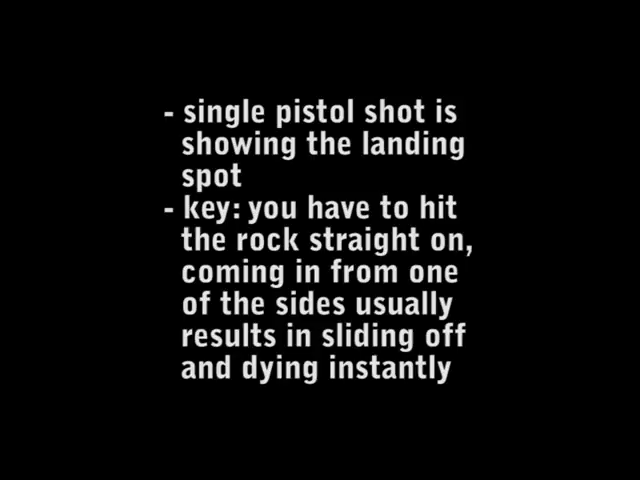 - single pistol shot is
showing the landing
spot
- key: you have to hit
the rock straight on,
coming in from one
of the sides usually
results in sliding off
and dying instantly